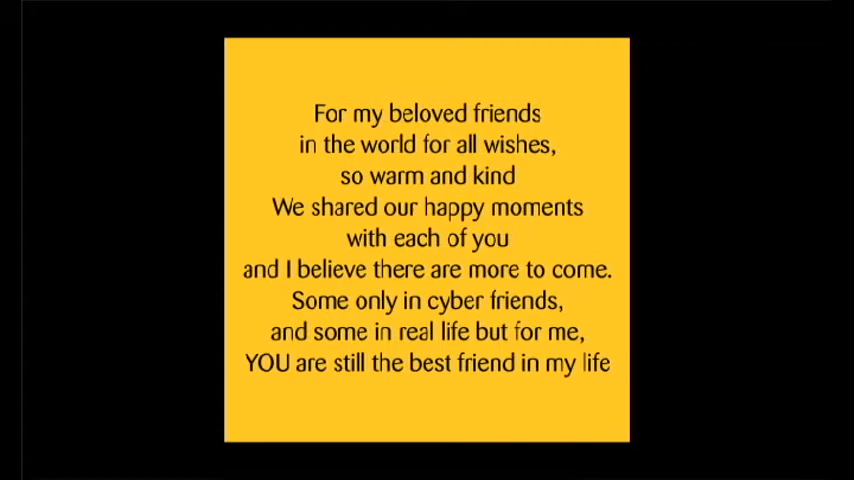 For my beloved friends
in the world for all wishes,
so warm and kind
We shared our happy moments
with each of you
and I believe there are more to come.
Some only in cyber friends,
and some in real life but for me,
YOU are still the best friend in my life